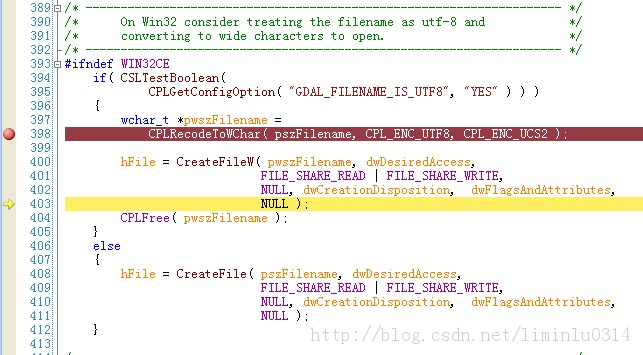 389 /* -------------------------------------------------------------------- */
390 /*      On Win32 consider treating the filename as utf-8 and            */
391 /*      converting to wide characters to open.                          */
392 /* -------------------------------------------------------------------- */
393 #ifndef WIN32CE
394 if( CSLTestBoolean(
395 CPLGetConfigOption( "GDAL_FILENAME_IS_UTF8", "YES" ) ) )
396 {
397 wchar_t *pwszFilename =
398 CPLRecodeToWChar( pszFilename, CPL_ENC_UTF8, CPL_ENC_UCS2 );
399
400 hFile = CreateFileW( pwszFilename, dwDesiredAccess,
401 FILE_SHARE_READ | FILE_SHARE_WRITE,
402 NULL, dwCreationDisposition,  dwFlagsAndAttributes,
403 NULL );
404 CPLFree( pwszFilename );
405 }
406 else
407 {
408 hFile = CreateFile( pszFilename, dwDesiredAccess,
409 FILE_SHARE_READ | FILE_SHARE_WRITE,
410 NULL, dwCreationDisposition,  dwFlagsAndAttributes,
411 NULL );
412 }
413
http://blog.csdn.net/liminlu0314